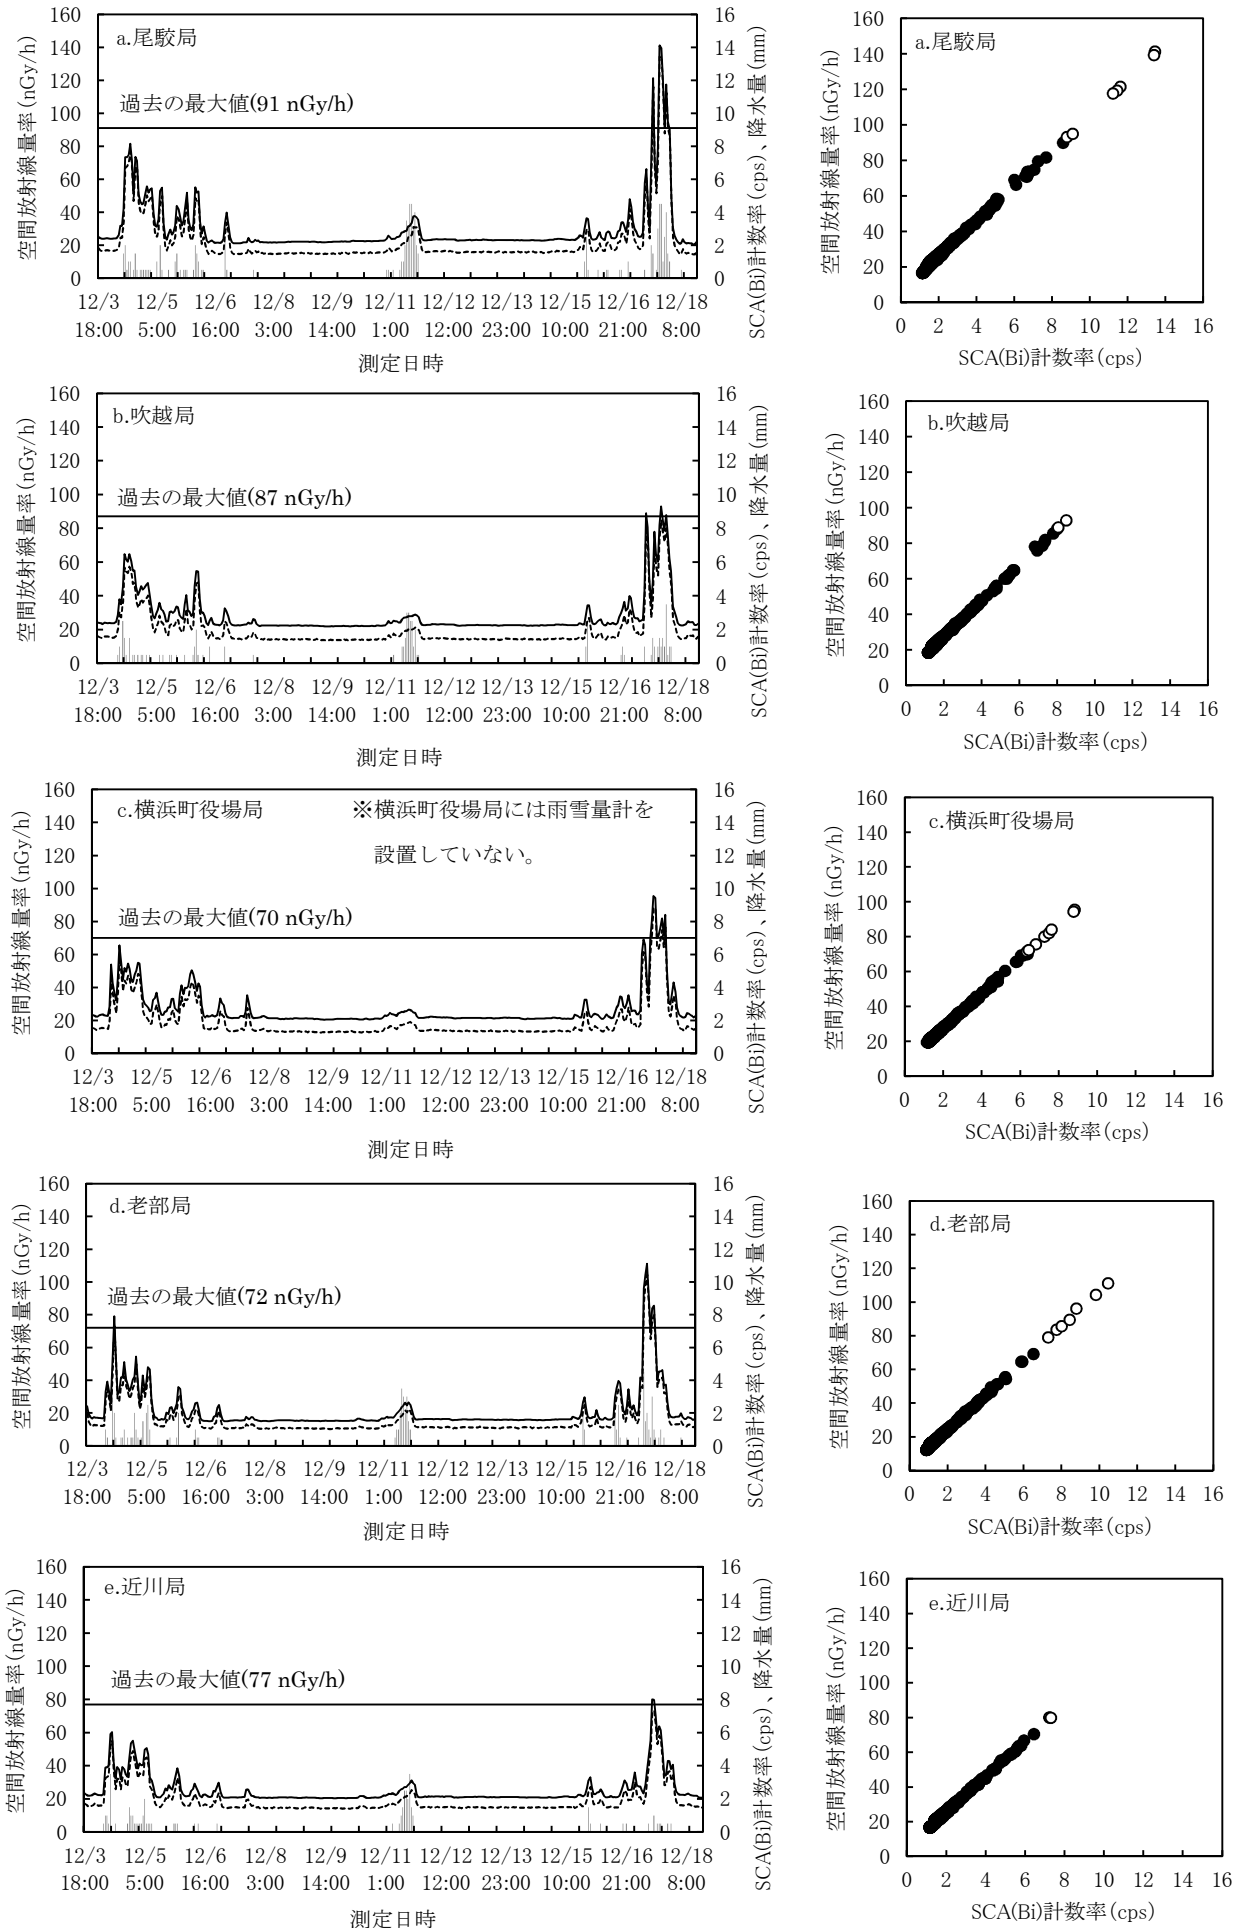 a.尾駮局
過去の最大値(91 nGy/h)
空間放射線量率(nGy/h)
160
140
120
100
80
60
40
20
0
16
14
12
10
8
6
4
2
0
SCA(Bi)計数率(cps)、降水量(mm)
12/3 12/5 12/6 12/8 12/9 12/11 12/12 12/13 12/15 12/16 12/18
18:00 5:00 16:00 3:00 14:00 1:00 12:00 23:00 10:00 21:00 8:00
測定日時
a.尾駮局
空間放射線量率(nGy/h)
160
140
120
100
80
60
40
20
0
0 2 4 6 8 10 12 14 16
SCA(Bi)計数率(cps)
b.吹越局
過去の最大値(87 nGy/h)
空間放射線量率(nGy/h)
160
140
120
100
80
60
40
20
0
16
14
12
10
8
6
4
2
0
SCA(Bi)計数率(cps)、降水量(mm)
12/3 12/5 12/6 12/8 12/9 12/11 12/12 12/13 12/15 12/16 12/18
18:00 5:00 16:00 3:00 14:00 1:00 12:00 23:00 10:00 21:00 8:00
測定日時
b.吹越局
空間放射線量率(nGy/h)
160
140
120
100
80
60
40
20
0
0 2 4 6 8 10 12 14 16
SCA(Bi)計数率(cps)
c.横浜町役場局 ※横浜町役場局には雨雪量計を
設置していない。
過去の最大値(70 nGy/h)
空間放射線量率(nGy/h)
160
140
120
100
80
60
40
20
0
16
14
12
10
8
6
4
2
0
SCA(Bi)計数率(cps)、降水量(mm)
12/3 12/5 12/6 12/8 12/9 12/11 12/12 12/13 12/15 12/16 12/18
18:00 5:00 16:00 3:00 14:00 1:00 12:00 23:00 10:00 21:00 8:00
測定日時
c.横浜町役場局
空間放射線量率(nGy/h)
160
140
120
100
80
60
40
20
0
0 2 4 6 8 10 12 14 16
SCA(Bi)計数率(cps)
d.老部局
過去の最大値(72 nGy/h)
空間放射線量率(nGy/h)
160
140
120
100
80
60
40
20
0
16
14
12
10
8
6
4
2
0
SCA(Bi)計数率(cps)、降水量(mm)
12/3 12/5 12/6 12/8 12/9 12/11 12/12 12/13 12/15 12/16 12/18
18:00 5:00 16:00 3:00 14:00 1:00 12:00 23:00 10:00 21:00 8:00
測定日時
d.老部局
空間放射線量率(nGy/h)
160
140
120
100
80
60
40
20
0
0 2 4 6 8 10 12 14 16
SCA(Bi)計数率(cps)
e.近川局
過去の最大値(77 nGy/h)
空間放射線量率(nGy/h)
160
140
120
100
80
60
40
20
0
16
14
12
10
8
6
4
2
0
SCA(Bi)計数率(cps)、降水量(mm)
12/3 12/5 12/6 12/8 12/9 12/11 12/12 12/13 12/15 12/16 12/18
18:00 5:00 16:00 3:00 14:00 1:00 12:00 23:00 10:00 21:00 8:00
測定日時
e.近川局
空間放射線量率(nGy/h)
160
140
120
100
80
60
40
20
0
0 2 4 6 8 10 12 14 16
SCA(Bi)計数率(cps)